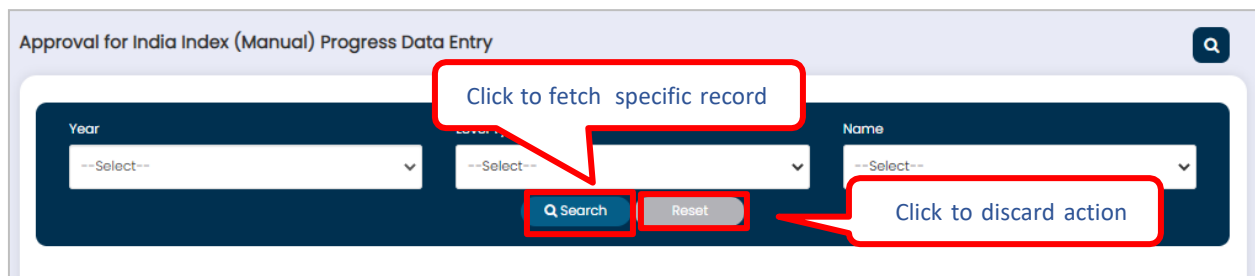 Approval for India Index (Manual) Progress Data Entry
Click to fetch specific record
Year
Name
--Select--
--Select--
--Select--
Search
Reset
Click to discard action